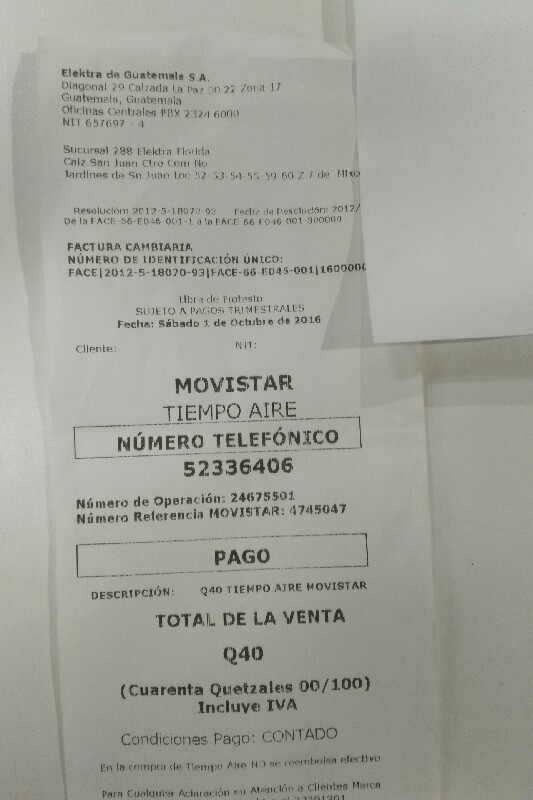 Elektra de Guatemala S.A.
Diagonal 29 Calzada La Paz 00 22 Zona 17
Guatemala, Guatemala
Oficinas Centrales PBX 2324 6000
NIT 657697 - 4
Sucursal 288 Elektra Florida
Calz San Juan Ctro Com No
Jardines de Sn Juan Loc 52-53-54-55-59-60 Z 7 de Mixo
Resolución: 2012-5-18070-93 Fecha de Resolución: 2012/
De la FACE-66-E046-001-1 a la FACE 66-E046-001-300000
FACTURA CAMBIARIA
NÚMERO DE IDENTIFICACIÓN ÚNICO:
FACE|2012-5-18070-93|FACE-66-E045-001|1600000
Libre de Protesto
SUJETO A PAGOS TRIMESTRALES
Fecha: Sábado 1 de Octubre de 2016
Cliente: NIT:
MOVISTAR
TIEMPO AIRE
NÚMERO TELEFÓNICO
52336406
Número de Operación: 24675501
Número Referencia MOVISTAR: 4745047
PAGO
DESCRIPCIÓN: Q40 TIEMPO AIRE MOVISTAR
TOTAL DE LA VENTA
Q40
(Cuarenta Quetzales 00/100)
Incluye IVA
Condiciones Pago: CONTADO
En la compra de Tiempo Aire NO se reembolsa efectivo
Para Cualquier Aclaración en Atención a Clientes Marca